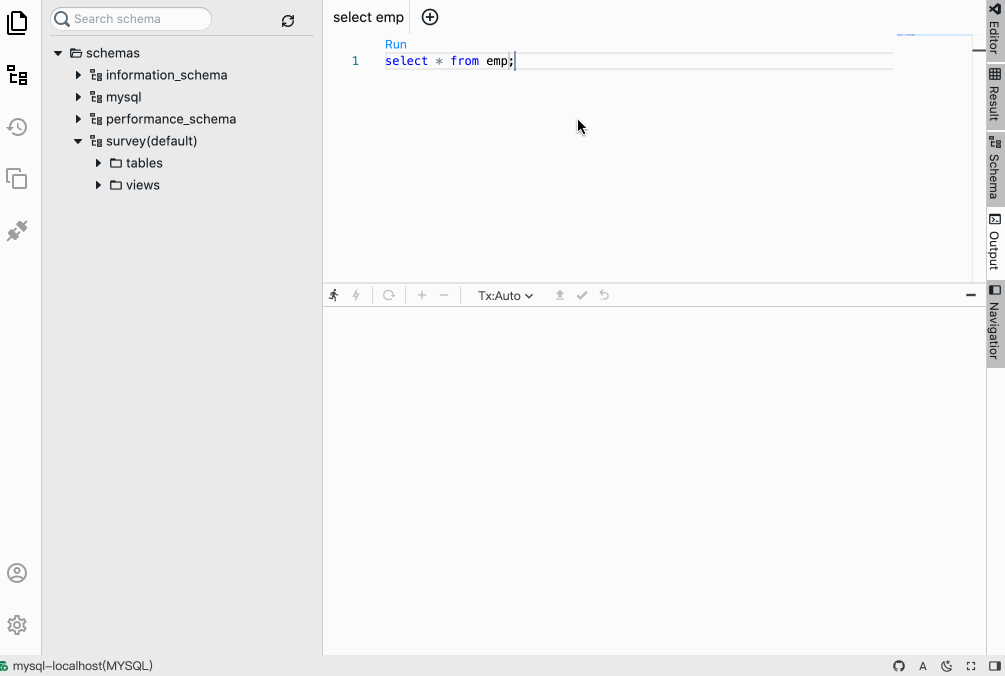 Search schema
schemas
information_schema
mysql
performance_schema
survey(default)
tables
views
select emp
Run
1 select * from emp;
Tx:Auto
Editor
Result
Schema
Output
Navigatior
mysql-localhost(MYSQL)
A